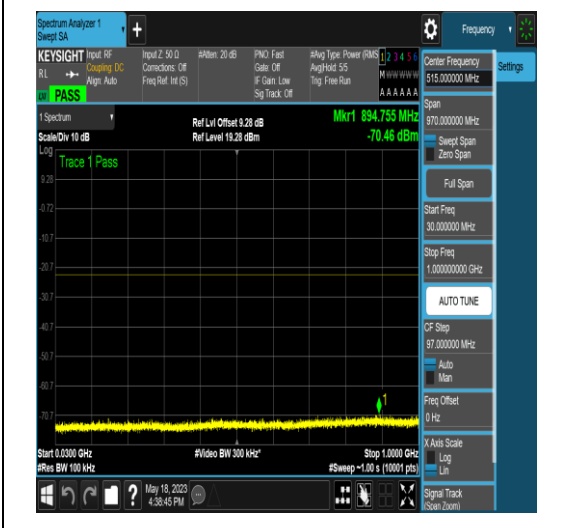 Spectrum Analyzer 1
Swept SA
+
Frequency
KEYSIGHT
Input: RF
Coupling: DC
Align: Auto
Input Z: 50 Ω
Corrections: Off
Freq Ref: Int (S)
#Atten: 20 dB
PNO: Fast
Gate: Off
IF Gain: Low
Sig Track: Off
#Avg Type: Power (RMS
Avg|Hold: 5/5
Trig: Free Run
1 2 3 4 5 6
M W W W W W
A A A A A A
RL
PASS
Center Frequency
515.000000 MHz
Settings
Span
970.000000 MHz
Swept Span
Zero Span
Full Span
Start Freq
30.000000 MHz
Stop Freq
1.000000000 GHz
AUTO TUNE
CF Step
97.000000 MHz
Auto
Man
Freq Offset
0 Hz
X Axis Scale
Log
Lin
Signal Track
(Span Zoom)
1 Spectrum
Scale/Div 10 dB
Ref Lvl Offset 9.28 dB
Ref Level 19.28 dBm
Mkr1 894.755 MHz
-70.46 dBm
Log
Trace 1 Pass
9.28
-0.72
-10.7
-20.7
-30.7
-40.7
-50.7
-60.7
-70.7
1
Start 0.0300 GHz
#Res BW 100 kHz
#Video BW 300 kHz*
Stop 1.0000 GHz
#Sweep ~1.00 s (10001 pts)
?
May 18, 2023
4:38:45 PM